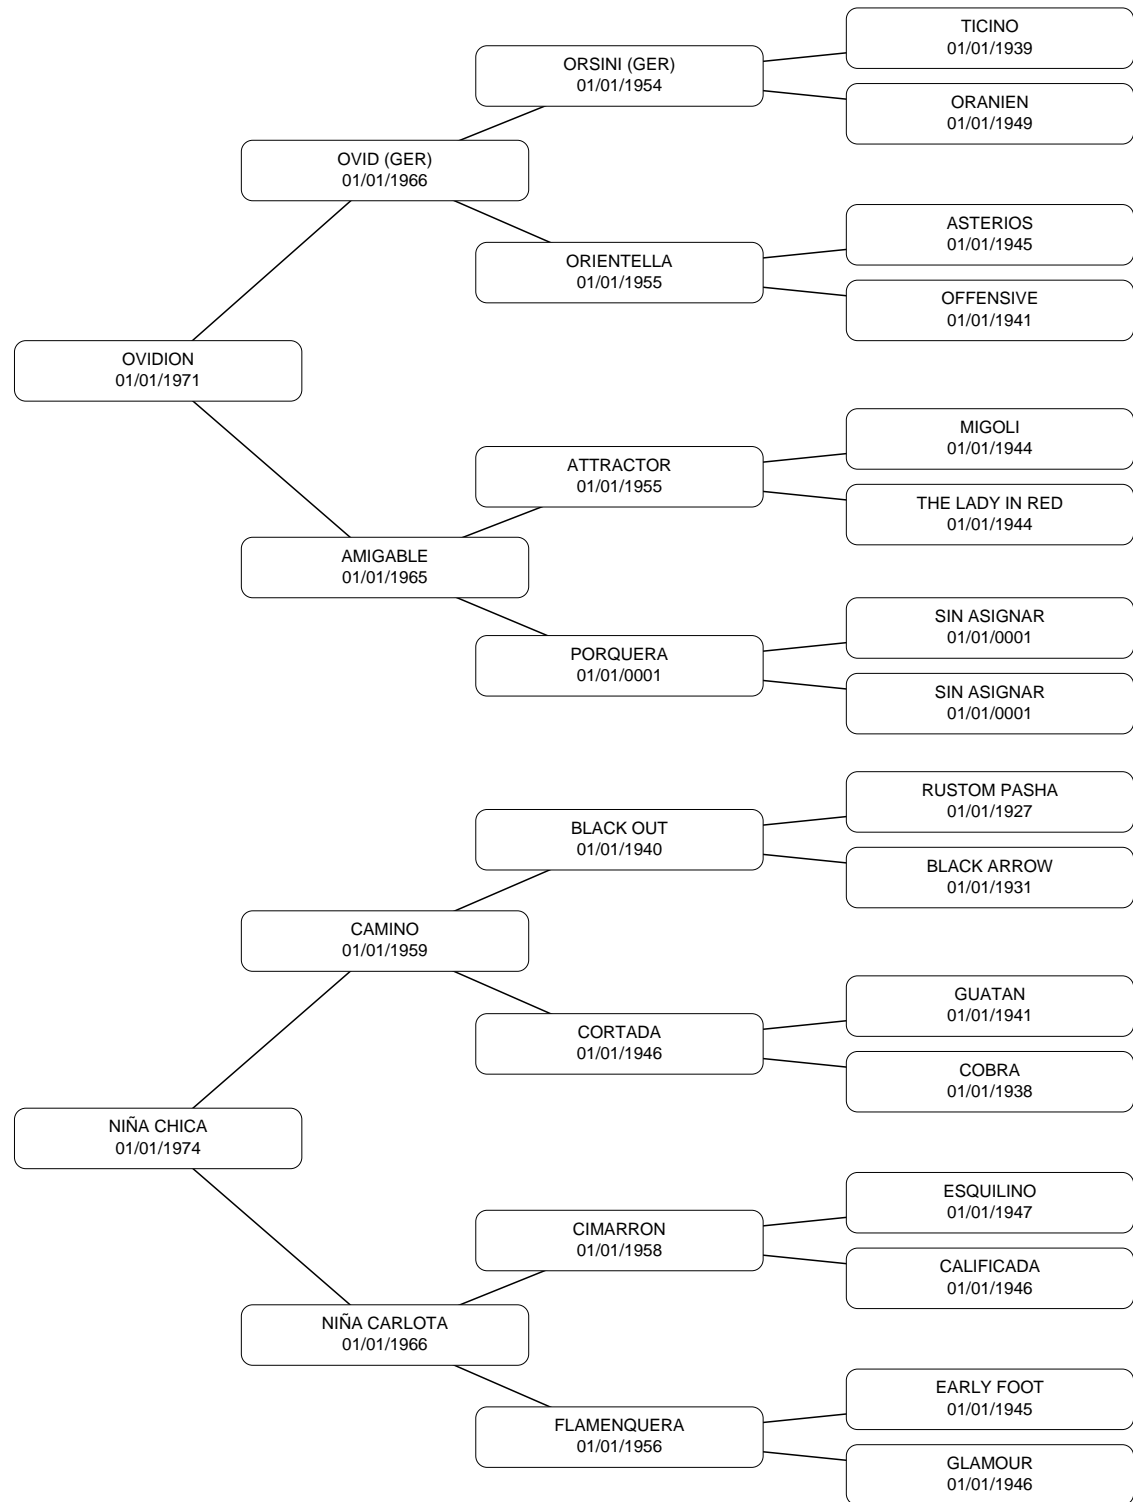 TICINO
01/01/1939
ORSINI (GER)
01/01/1954
ORANIEN
01/01/1949
OVID (GER)
01/01/1966
ASTERIOS
01/01/1945
ORIENTELLA
01/01/1955
OFFENSIVE
01/01/1941
OVIDION
01/01/1971
MIGOLI
01/01/1944
ATTRACTOR
01/01/1955
THE LADY IN RED
01/01/1944
AMIGABLE
01/01/1965
SIN ASIGNAR
01/01/0001
PORQUERA
01/01/0001
SIN ASIGNAR
01/01/0001
RUSTOM PASHA
01/01/1927
BLACK OUT
01/01/1940
BLACK ARROW
01/01/1931
CAMINO
01/01/1959
GUATAN
01/01/1941
CORTADA
01/01/1946
COBRA
01/01/1938
NIÑA CHICA
01/01/1974
ESQUILINO
01/01/1947
CIMARRON
01/01/1958
CALIFICADA
01/01/1946
NIÑA CARLOTA
01/01/1966
EARLY FOOT
01/01/1945
FLAMENQUERA
01/01/1956
GLAMOUR
01/01/1946